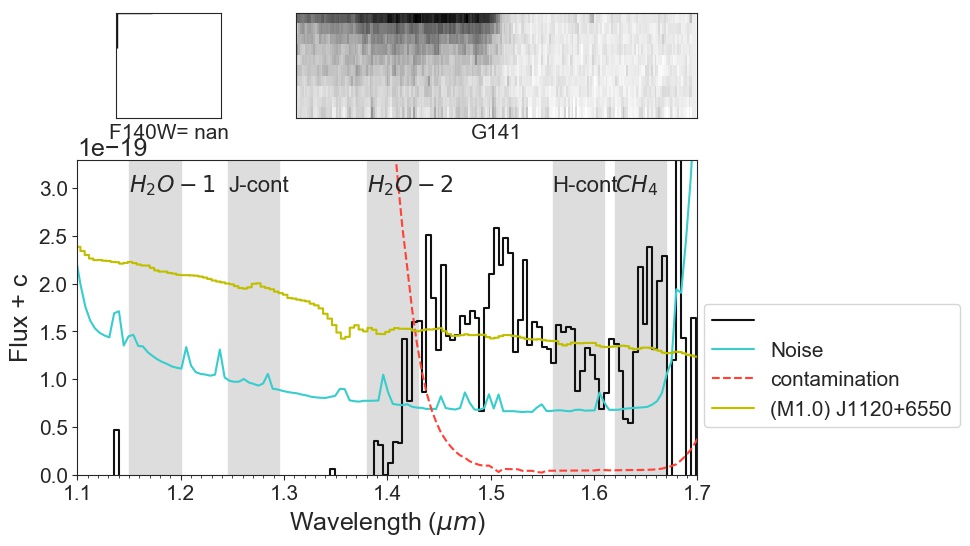 F140W= nan
G141
1e−19
H₂O − 1 J-cont H₂O − 2 H-cont CH₄
3.0
2.5
2.0
1.5
1.0
0.5
0.0
Flux + c
1.1 1.2 1.3 1.4 1.5 1.6 1.7
Wavelength (μm)
Noise
contamination
(M1.0) J1120+6550